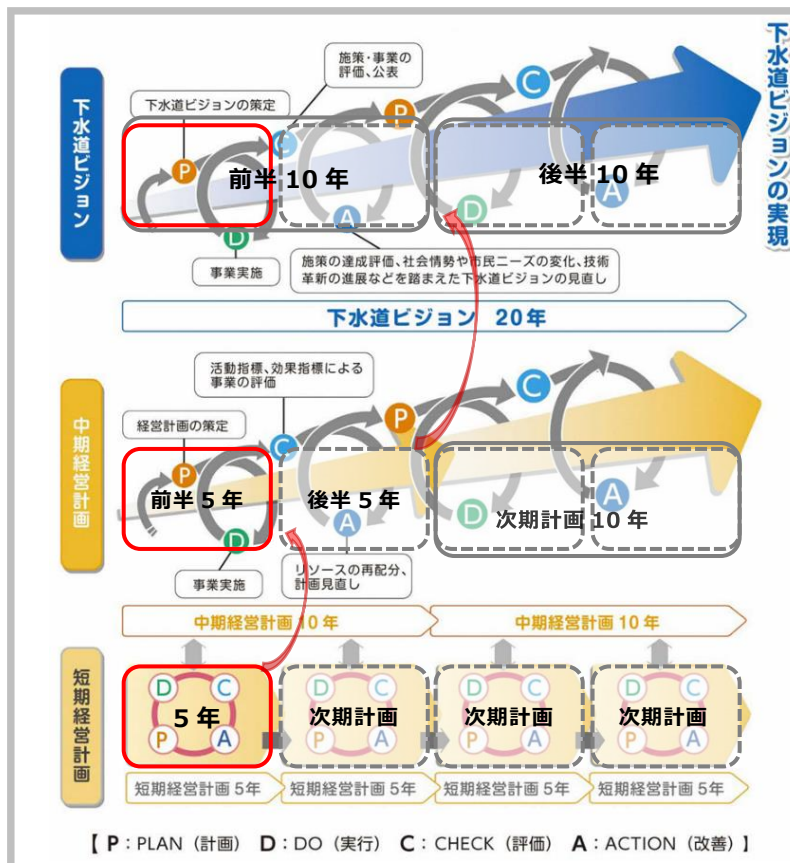 下水道ビジョン
施策・事業の
評価、公表
下水道ビジョンの策定
P
C
P
C
前半 10 年
後半 10 年
D
A
D
A
事業実施
施策の達成評価、社会情勢や市民ニーズの変化、技術
革新の進展などを踏まえた下水道ビジョンの見直し
下水道ビジョンの実現
下水道ビジョン 20年
中期経営計画
活動指標、効果指標による
事業の評価
経営計画の策定
P
C
P
C
前半 5 年
後半 5 年
次期計画 10 年
D
A
D
A
事業実施
リソースの再配分、
計画見直し
中期経営計画 10 年
中期経営計画 10 年
短期経営計画
D C
5 年
P A
D C
次期計画
P A
D C
次期計画
P A
D C
次期計画
P A
短期経営計画 5年
短期経営計画 5年
短期経営計画 5年
短期経営計画 5年
【 P:PLAN(計画) D:DO(実行) C:CHECK(評価) A:ACTION(改善)】